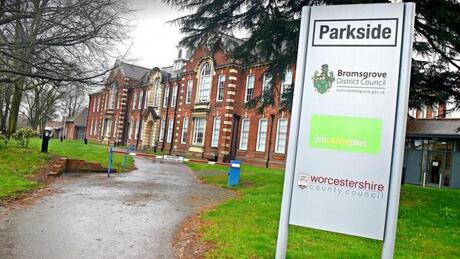 Parkside
Bromsgrove
District Council
www.bromsgrove.gov.uk
jobcentreplus
worcestershire
county council